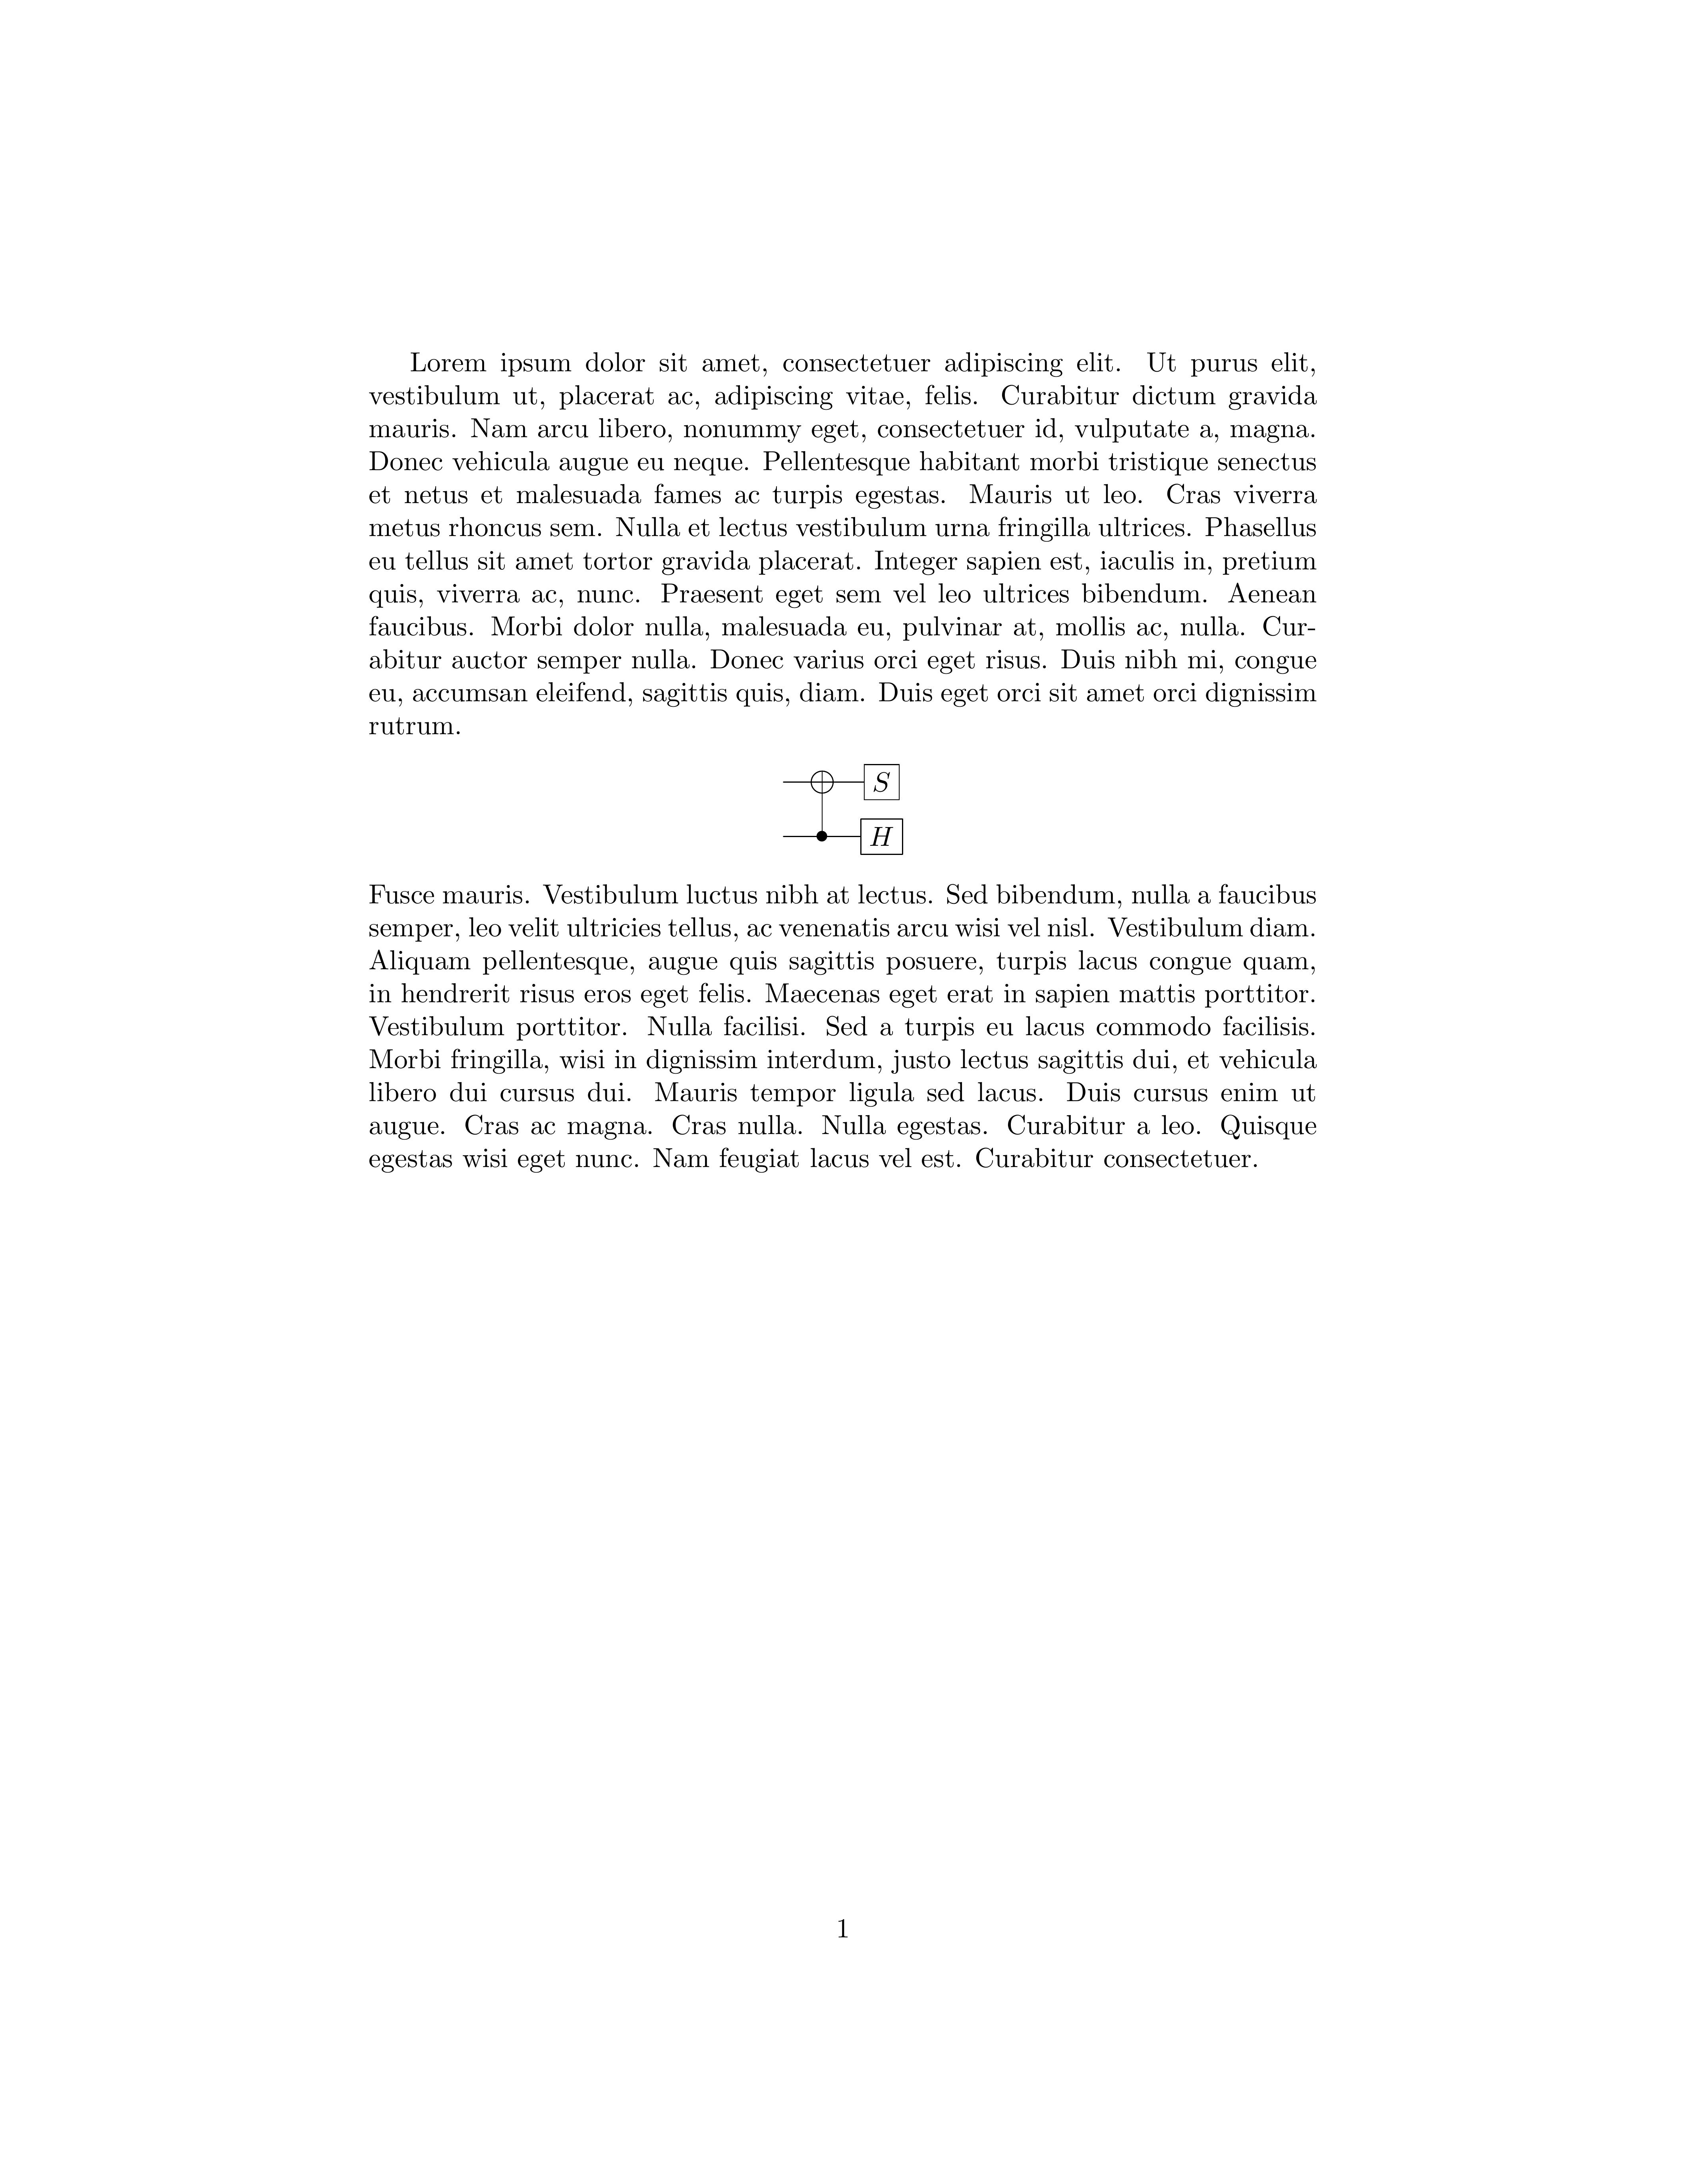 Lorem ipsum dolor sit amet, consectetuer adipiscing elit. Ut purus elit,
vestibulum ut, placerat ac, adipiscing vitae, felis. Curabitur dictum gravida
mauris. Nam arcu libero, nonummy eget, consectetuer id, vulputate a, magna.
Donec vehicula augue eu neque. Pellentesque habitant morbi tristique senectus
et netus et malesuada fames ac turpis egestas. Mauris ut leo. Cras viverra
metus rhoncus sem. Nulla et lectus vestibulum urna fringilla ultrices. Phasellus
eu tellus sit amet tortor gravida placerat. Integer sapien est, iaculis in, pretium
quis, viverra ac, nunc. Praesent eget sem vel leo ultrices bibendum. Aenean
faucibus. Morbi dolor nulla, malesuada eu, pulvinar at, mollis ac, nulla. Cur-
abitur auctor semper nulla. Donec varius orci eget risus. Duis nibh mi, congue
eu, accumsan eleifend, sagittis quis, diam. Duis eget orci sit amet orci dignissim
rutrum.
S
H
Fusce mauris. Vestibulum luctus nibh at lectus. Sed bibendum, nulla a faucibus
semper, leo velit ultricies tellus, ac venenatis arcu wisi vel nisl. Vestibulum diam.
Aliquam pellentesque, augue quis sagittis posuere, turpis lacus congue quam,
in hendrerit risus eros eget felis. Maecenas eget erat in sapien mattis porttitor.
Vestibulum porttitor. Nulla facilisi. Sed a turpis eu lacus commodo facilisis.
Morbi fringilla, wisi in dignissim interdum, justo lectus sagittis dui, et vehicula
libero dui cursus dui. Mauris tempor ligula sed lacus. Duis cursus enim ut
augue. Cras ac magna. Cras nulla. Nulla egestas. Curabitur a leo. Quisque
egestas wisi eget nunc. Nam feugiat lacus vel est. Curabitur consectetuer.
1